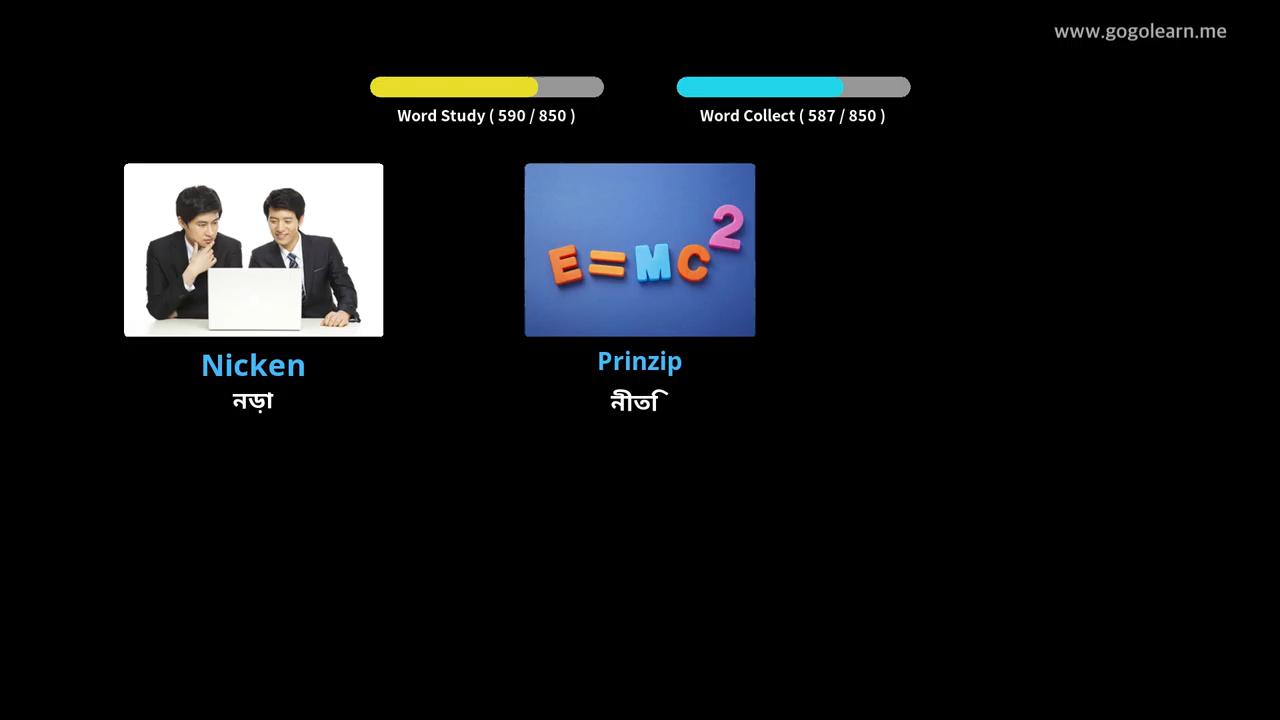 www.gogolearn.me
Word Study ( 590 / 850 )
Word Collect ( 587 / 850 )
E=MC2
Nicken
Prinzip
নড়া
নীতি